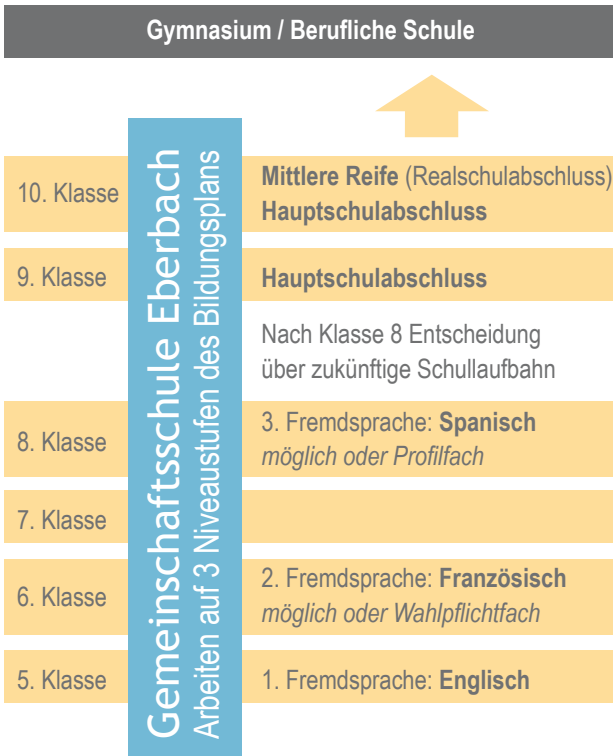 Gymnasium / Berufliche Schule
Gemeinschaftsschule Eberbach
Arbeiten auf 3 Niveaustufen des Bildungsplans
10. Klasse
Mittlere Reife (Realschulabschluss)
Hauptschulabschluss
9. Klasse
Hauptschulabschluss
Nach Klasse 8 Entscheidung
über zukünftige Schullaufbahn
8. Klasse
3. Fremdsprache: Spanisch
möglich oder Profilfach
7. Klasse
6. Klasse
2. Fremdsprache: Französisch
möglich oder Wahlpflichtfach
5. Klasse
1. Fremdsprache: Englisch